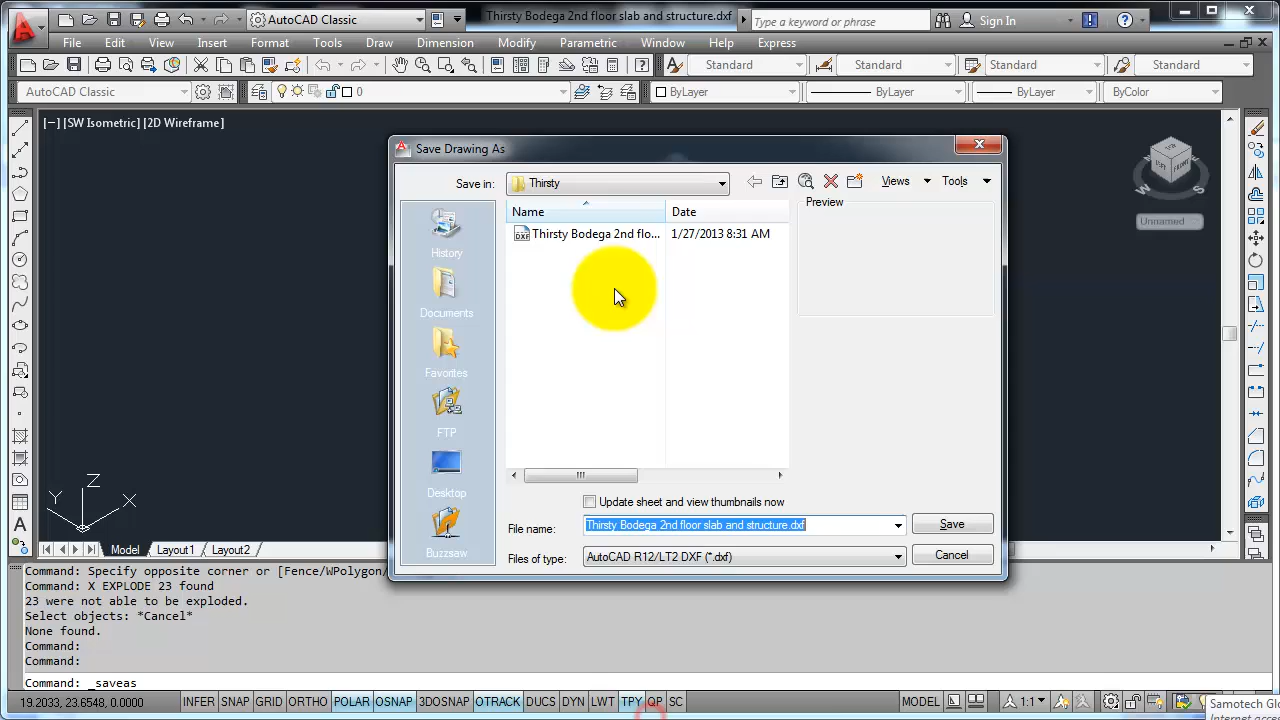 AutoCAD Classic
Thirsty Bodega 2nd floor slab and structure.dxf
Type a keyword or phrase
Sign In
File Edit View Insert Format Tools Draw Dimension Modify Parametric Window Help Express
Standard Standard Standard Standard
AutoCAD Classic 0 ByLayer ByLayer ByLayer ByColor
[−] [SW Isometric] [2D Wireframe]
Save Drawing As
Save in: Thirsty Views Tools
Name Date Preview
Thirsty Bodega 2nd flo... 1/27/2013 8:31 AM
History
Documents
Favorites
FTP
Desktop
Buzzsaw
Update sheet and view thumbnails now
File name: Thirsty Bodega 2nd floor slab and structure.dxf Save
Files of type: AutoCAD R12/LT2 DXF (*.dxf) Cancel
W S
Unnamed
Z
Y X
Model Layout1 Layout2
Command: Specify opposite corner or [Fence/WPolygon/
Command: X EXPLODE 23 found
23 were not able to be exploded.
Select objects: *Cancel*
None found.
Command:
Command:
Command: _saveas
19.2033, 23.6548, 0.0000 INFER SNAP GRID ORTHO POLAR OSNAP 3DOSNAP OTRACK DUCS DYN LWT TPY QP SC MODEL 1:1
Samotech Gl
Internet acces